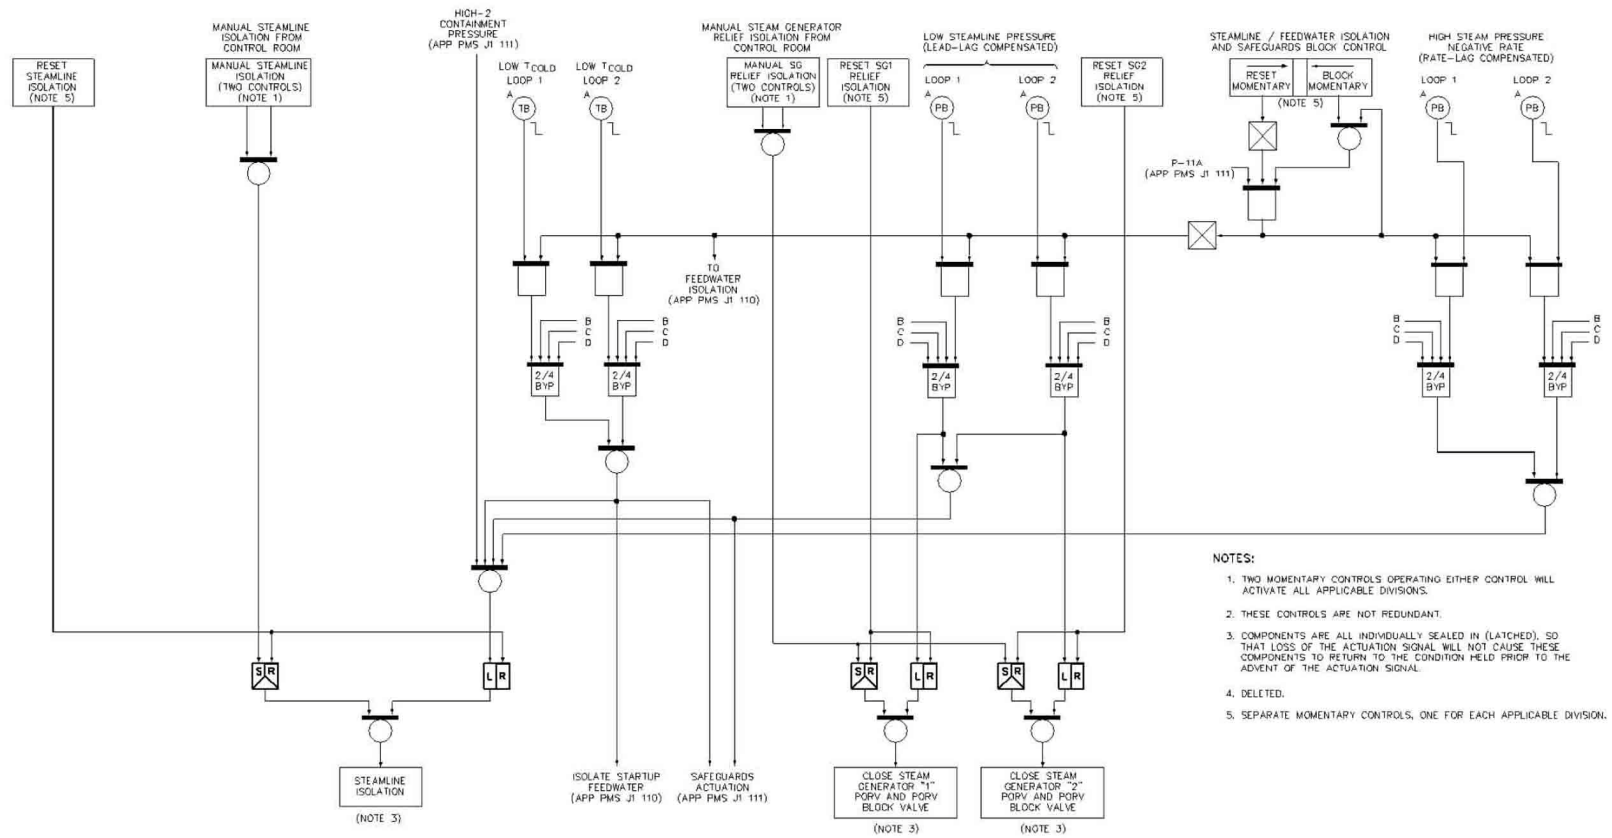 HIGH-2
CONTAINMENT
PRESSURE
(APP PMS J1 111)
MANUAL STEAMLINE
ISOLATION FROM
CONTROL ROOM
MANUAL STEAM GENERATOR
RELIEF ISOLATION FROM
CONTROL ROOM
LOW STEAMLINE PRESSURE
(LEAD-LAG COMPENSATED)
STEAMLINE / FEEDWATER ISOLATION
AND SAFEGUARDS BLOCK CONTROL
HIGH STEAM PRESSURE
NEGATIVE RATE
(RATE-LAG COMPENSATED)
RESET
STEAMLINE
ISOLATION
(NOTE 5)
MANUAL STEAMLINE
ISOLATION
(TWO CONTROLS)
(NOTE 1)
LOW TCOLD
LOOP 1
LOW TCOLD
LOOP 2
MANUAL SG
RELIEF ISOLATION
(TWO CONTROLS)
(NOTE 1)
RESET SG1
RELIEF
ISOLATION
(NOTE 5)
LOOP 1
LOOP 2
RESET SG2
RELIEF
ISOLATION
(NOTE 5)
RESET
MOMENTARY
BLOCK
MOMENTARY
(NOTE 5)
LOOP 1
LOOP 2
A
TB
A
TB
A
PB
A
PB
A
PB
A
PB
P-11A
(APP PMS J1 111)
TO
FEEDWATER
ISOLATION
(APP PMS J1 110)
B
C
D
B
C
D
B
C
D
B
C
D
B
C
D
2/4
BYP
2/4
BYP
2/4
BYP
2/4
BYP
2/4
BYP
2/4
BYP
NOTES:
1. TWO MOMENTARY CONTROLS OPERATING EITHER CONTROL WILL
ACTIVATE ALL APPLICABLE DIVISIONS.
2. THESE CONTROLS ARE NOT REDUNDANT.
3. COMPONENTS ARE ALL INDIVIDUALLY SEALED IN (LATCHED), SO
THAT LOSS OF THE ACTUATION SIGNAL WILL NOT CAUSE THESE
COMPONENTS TO RETURN TO THE CONDITION HELD PRIOR TO THE
ADVENT OF THE ACTUATION SIGNAL.
4. DELETED.
5. SEPARATE MOMENTARY CONTROLS, ONE FOR EACH APPLICABLE DIVISION.
S R
L R
S R
L R
S R
L R
STEAMLINE
ISOLATION
(NOTE 3)
ISOLATE STARTUP
FEEDWATER
(APP PMS J1 110)
SAFEGUARDS
ACTUATION
(APP PMS J1 111)
CLOSE STEAM
GENERATOR "1"
PORV AND PORV
BLOCK VALVE
(NOTE 3)
CLOSE STEAM
GENERATOR "2"
PORV AND PORV
BLOCK VALVE
(NOTE 3)